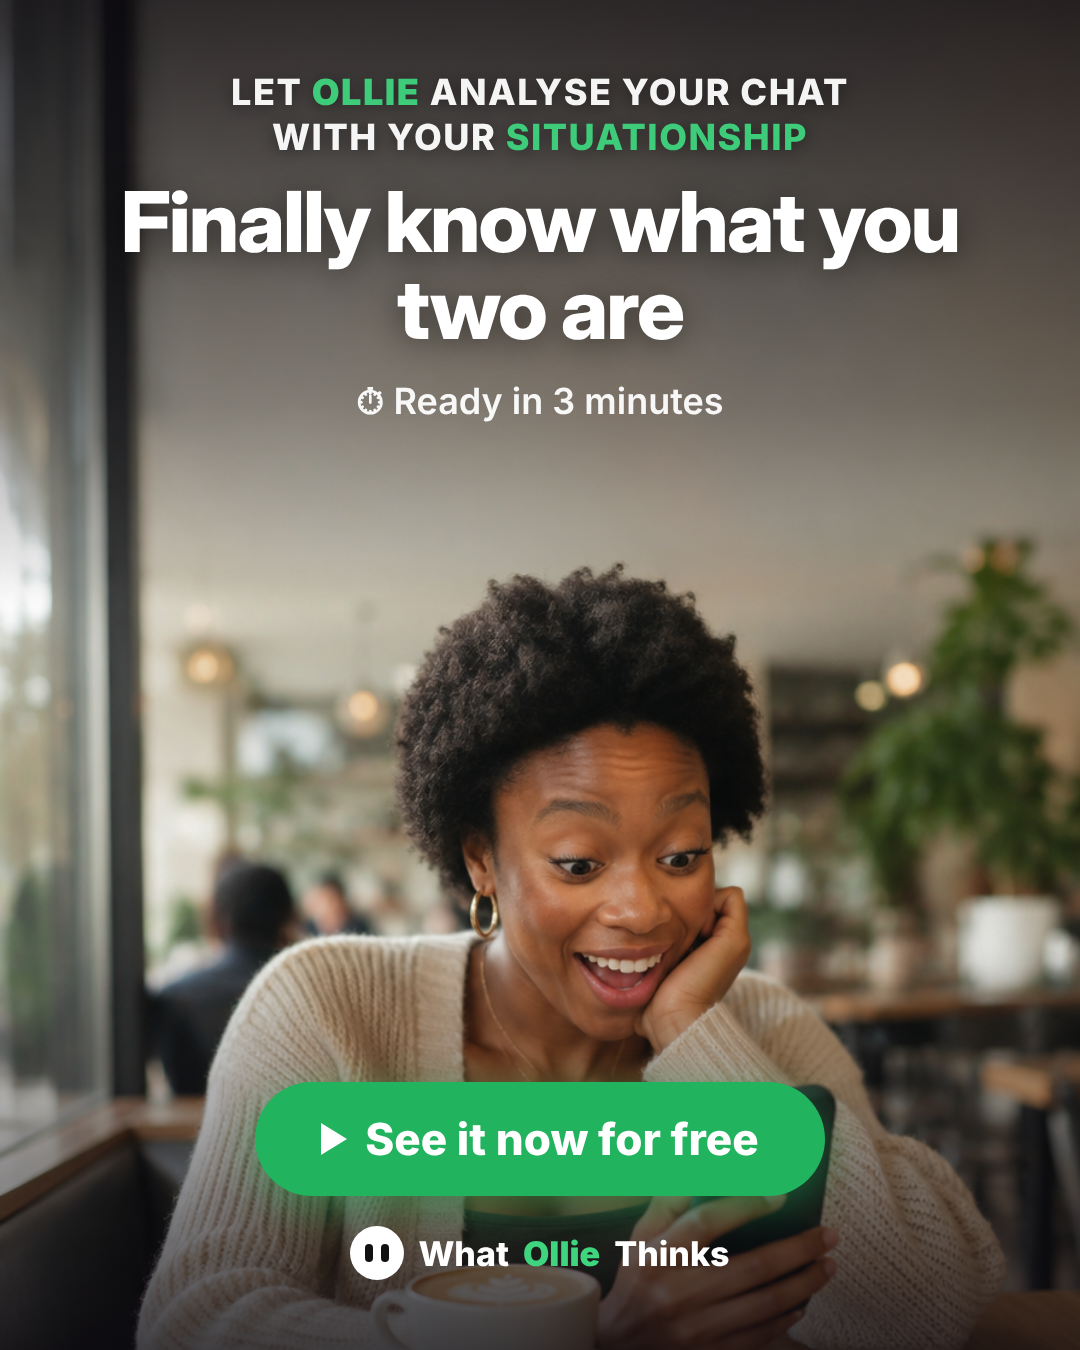 LET OLLIE ANALYSE YOUR CHAT
WITH YOUR SITUATIONSHIP
Finally know what you
two are
⏱ Ready in 3 minutes
▶ See it now for free
What Ollie Thinks